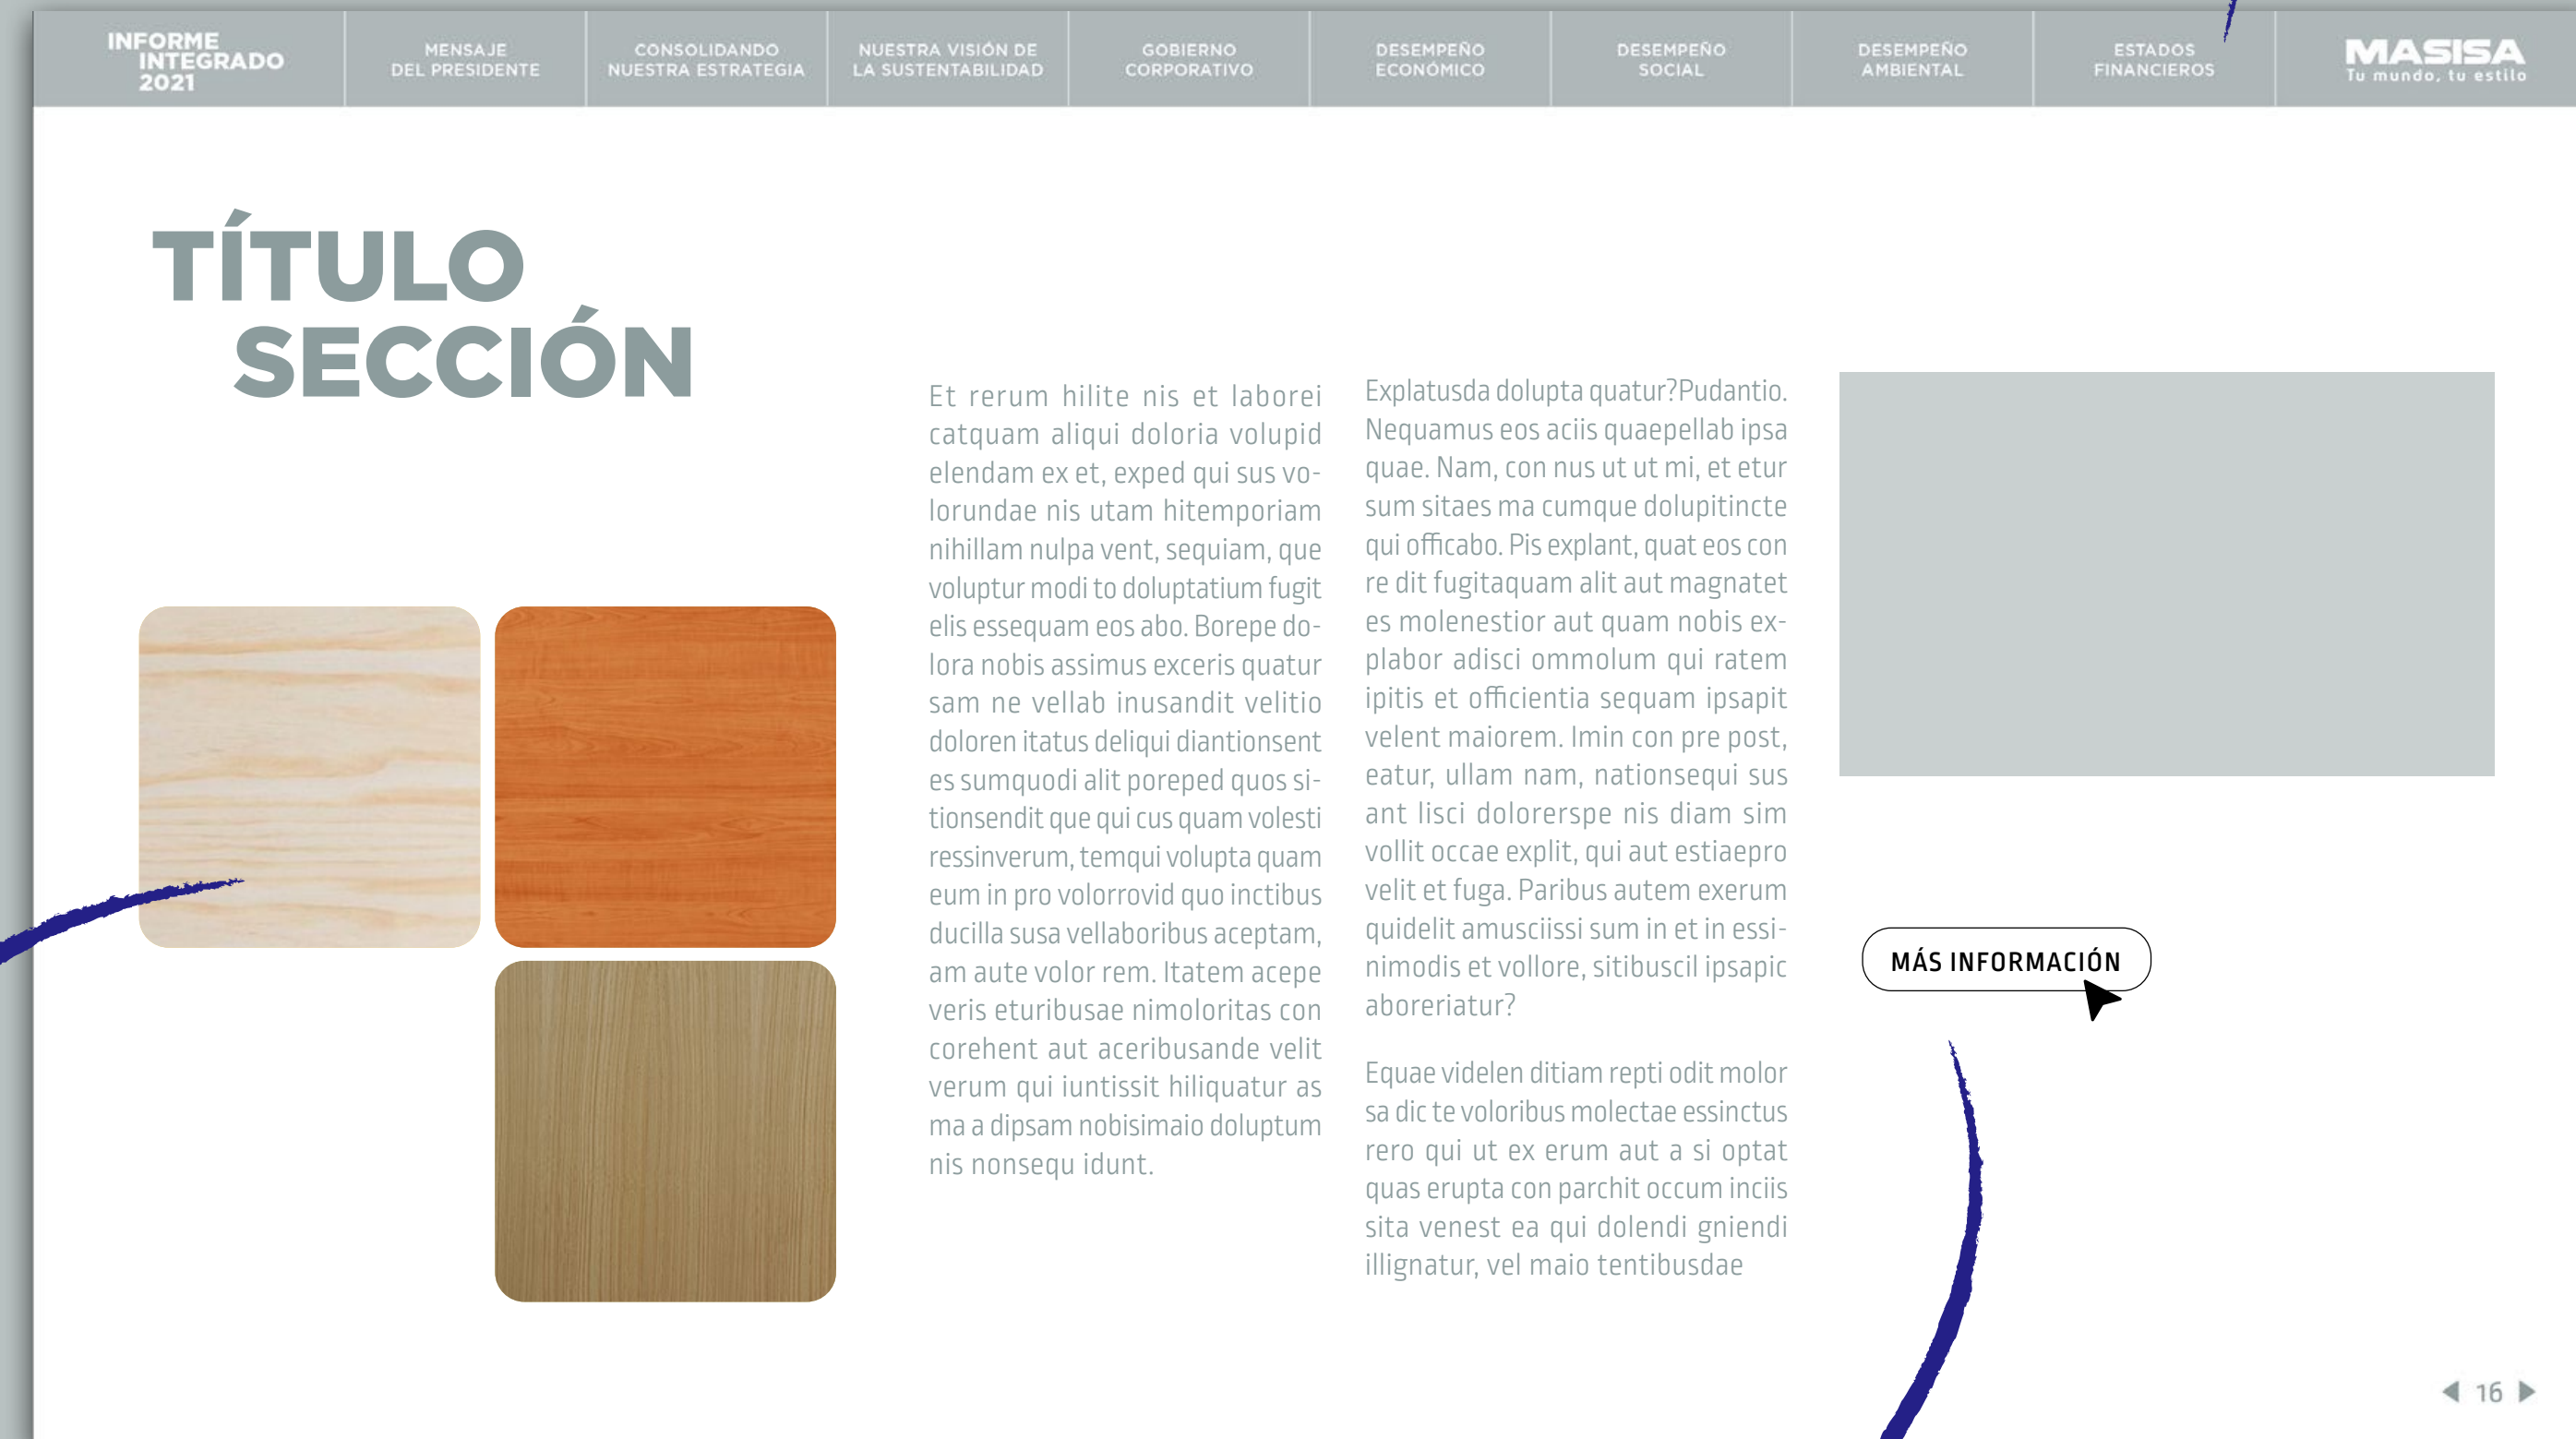 INFORME
INTEGRADO
2021
MENSAJE
DEL PRESIDENTE
CONSOLIDANDO
NUESTRA ESTRATEGIA
NUESTRA VISIÓN DE
LA SUSTENTABILIDAD
GOBIERNO
CORPORATIVO
DESEMPEÑO
ECONÓMICO
DESEMPEÑO
SOCIAL
DESEMPEÑO
AMBIENTAL
ESTADOS
FINANCIEROS
MASISA
Tu mundo, tu estilo
TÍTULO
SECCIÓN
Et rerum hilite nis et laborei
catquam aliqui doloria volupid
elendam ex et, exped qui sus vo-
lorundae nis utam hitemporiam
nihillam nulpa vent, sequiam, que
voluptur modi to doluptatium fugit
elis essequam eos abo. Borepe do-
lora nobis assimus exceris quatur
sam ne vellab inusandit velitio
doloren itatus deliqui diantionsent
es sumquodi alit poreped quos si-
tionsendit que qui cus quam volesti
ressinverum, temqui volupta quam
eum in pro volorrovid quo inctibus
ducilla susa vellaboribus aceptam,
am aute volor rem. Itatem acepe
veris eturibusae nimoloritas con
corehent aut aceribusande velit
verum qui iuntissit hiliquatur as
ma a dipsam nobisimaio doluptum
nis nonsequ idunt.
Explatusda dolupta quatur?Pudantio.
Nequamus eos aciis quaepellab ipsa
quae. Nam, con nus ut ut mi, et etur
sum sitaes ma cumque dolupitincte
qui officabo. Pis explant, quat eos con
re dit fugitaquam alit aut magnatet
es molenestior aut quam nobis ex-
plabor adisci ommolum qui ratem
ipitis et officientia sequam ipsapit
velent maiorem. Imin con pre post,
eatur, ullam nam, nationsequi sus
ant lisci dolorerspe nis diam sim
vollit occae explit, qui aut estiaepro
velit et fuga. Paribus autem exerum
quidelit amusciissi sum in et in essi-
nimodis et vollore, sitibuscil ipsapic
aboreriatur?
Equae videlen ditiam repti odit molor
sa dic te voloribus molectae essinctus
rero qui ut ex erum aut a si optat
quas erupta con parchit occum inciis
sita venest ea qui dolendi gniendi
illignatur, vel maio tentibusdae
MÁS INFORMACIÓN
16